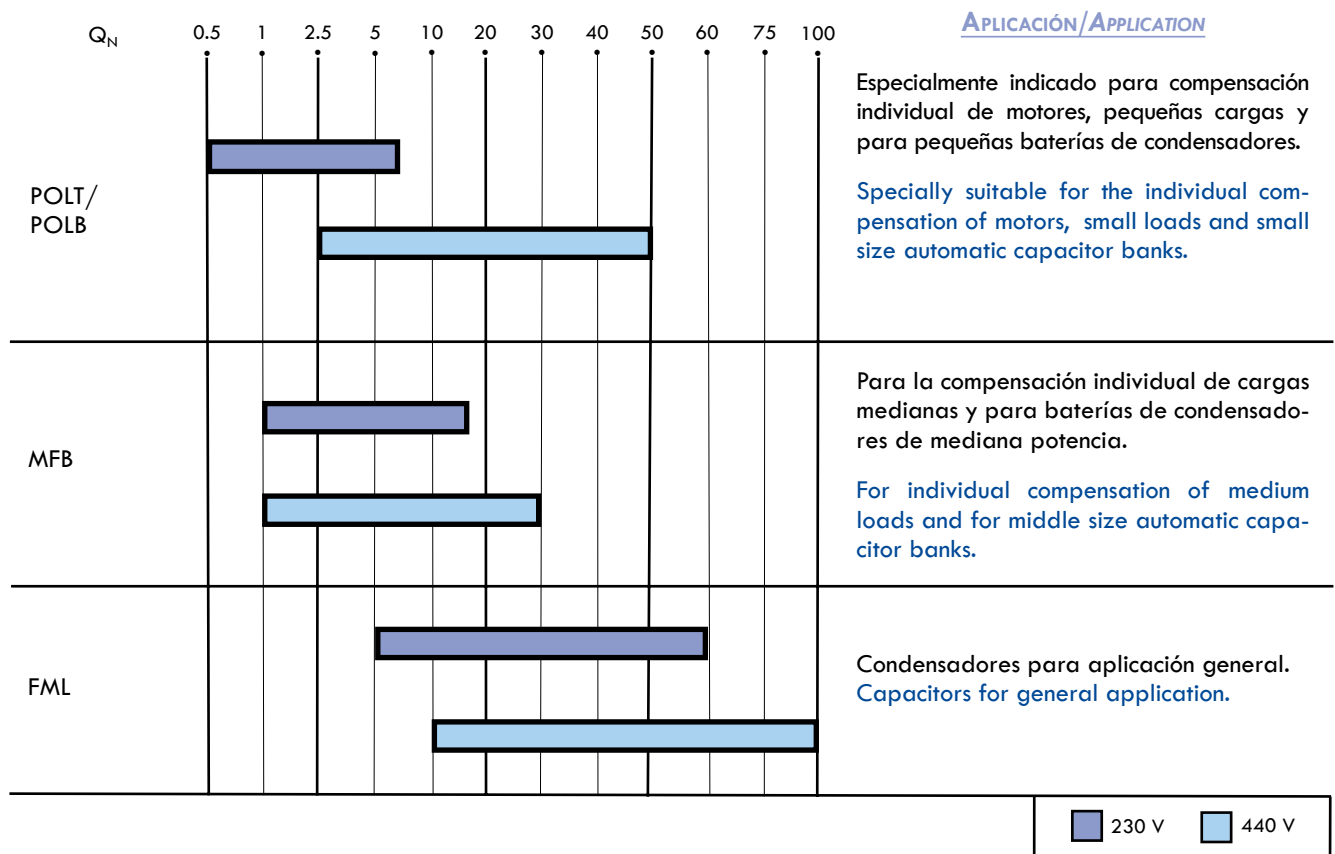 Q_N 0.5 1 2.5 5 10 20 30 40 50 60 75 100
APLICACIÓN/APPLICATION
POLT/
POLB
Especialmente indicado para compensación
individual de motores, pequeñas cargas y
para pequeñas baterías de condensadores.
Specially suitable for the individual com-
pensation of motors, small loads and small
size automatic capacitor banks.
MFB
Para la compensación individual de cargas
medianas y para baterías de condensado-
res de mediana potencia.
For individual compensation of medium
loads and for middle size automatic capa-
citor banks.
FML
Condensadores para aplicación general.
Capacitors for general application.
230 V 440 V